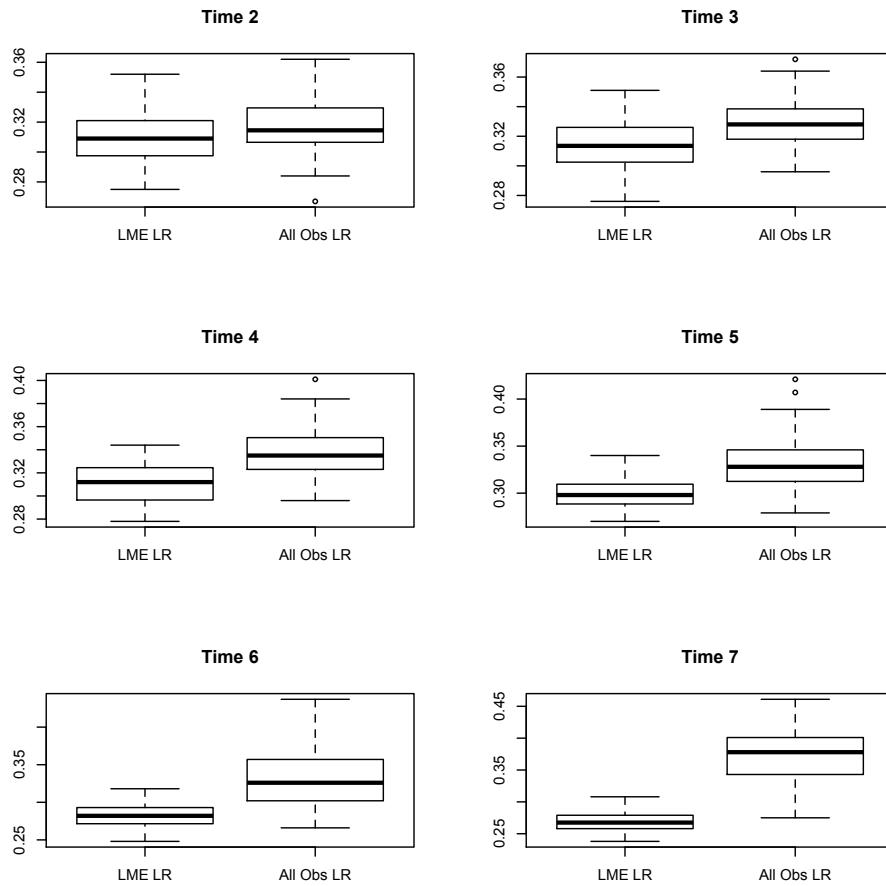 Time 2
0.36
0.32
0.28
LME LR
All Obs LR
Time 3
0.36
0.32
0.28
LME LR
All Obs LR
Time 4
0.40
0.36
0.32
0.28
LME LR
All Obs LR
Time 5
0.40
0.35
0.30
LME LR
All Obs LR
Time 6
0.35
0.25
LME LR
All Obs LR
Time 7
0.45
0.35
0.25
LME LR
All Obs LR